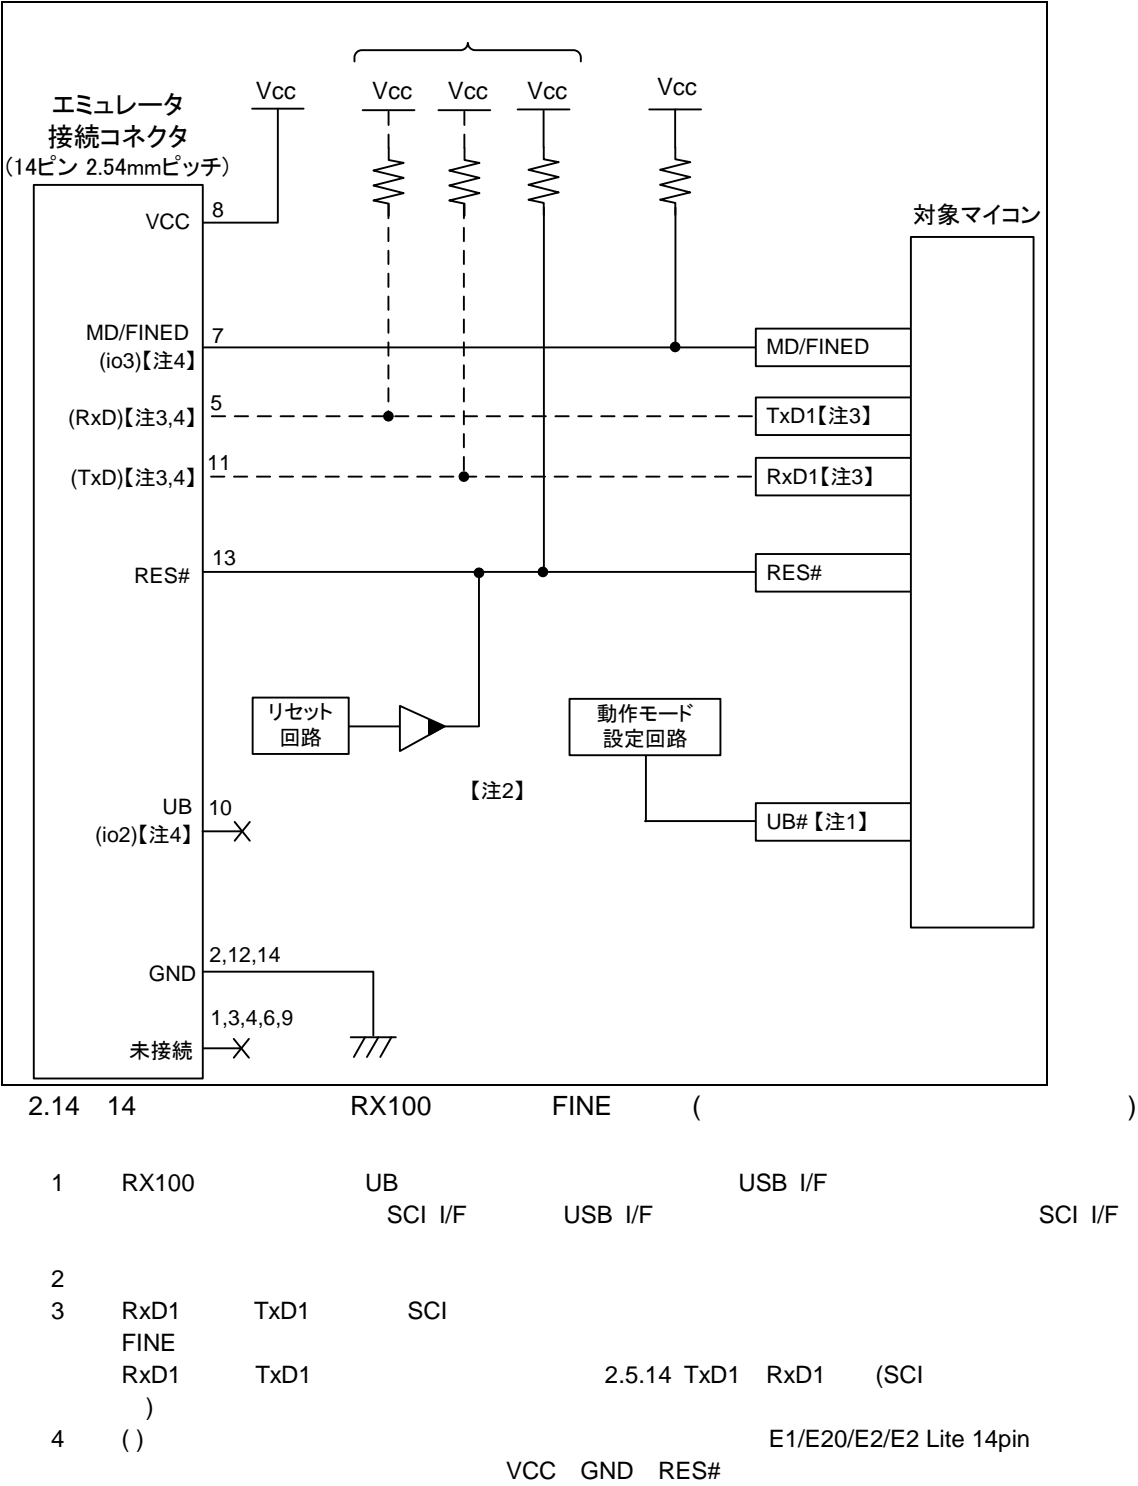 Vcc
Vcc
Vcc
Vcc
Vcc
エミュレータ
接続コネクタ
(14ピン 2.54mmピッチ)
対象マイコン
VCC
8
MD/FINED
(io3)【注4】
7
MD/FINED
(RxD)【注3,4】
5
TxD1【注3】
(TxD)【注3,4】
11
RxD1【注3】
RES#
13
RES#
リセット
回路
動作モード
設定回路
【注2】
UB
(io2)【注4】
10
UB#【注1】
GND
2,12,14
未接続
1,3,4,6,9
2.14 14 RX100 FINE ( )
1 RX100 UB USB I/F
SCI I/F USB I/F SCI I/F
2
3 RxD1 TxD1 SCI
FINE
RxD1 TxD1 2.5.14 TxD1 RxD1 (SCI
)
4 ( ) E1/E20/E2/E2 Lite 14pin
VCC GND RES#